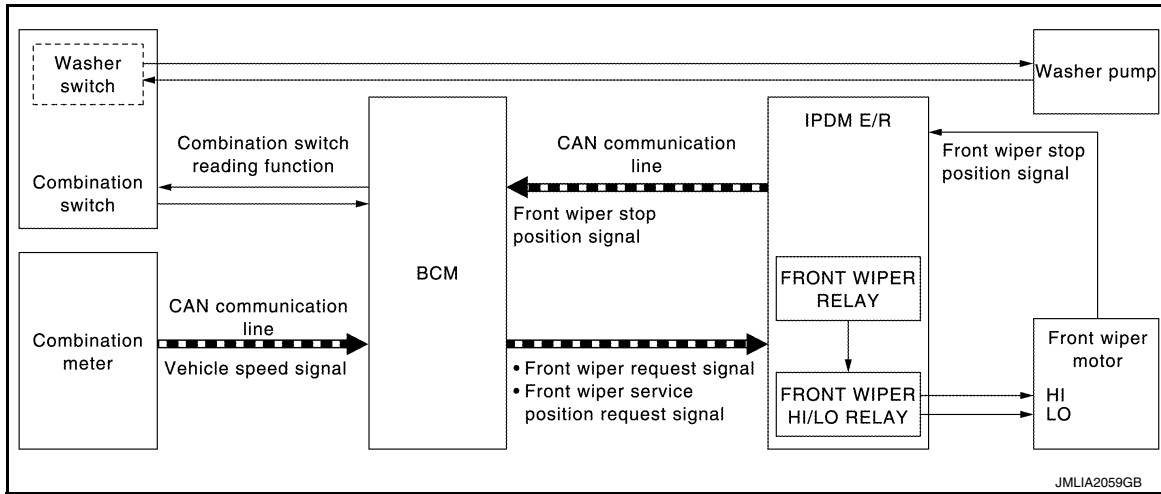 Washer
switch
Combination
switch
Combination switch
reading function
Combination
meter
CAN communication
line
Vehicle speed signal
BCM
CAN communication
line
Front wiper stop
position signal
• Front wiper request signal
• Front wiper service
position request signal
IPDM E/R
FRONT WIPER
RELAY
FRONT WIPER
HI/LO RELAY
Washer pump
Front wiper stop
position signal
Front wiper
motor
HI
LO
JMLIA2059GB